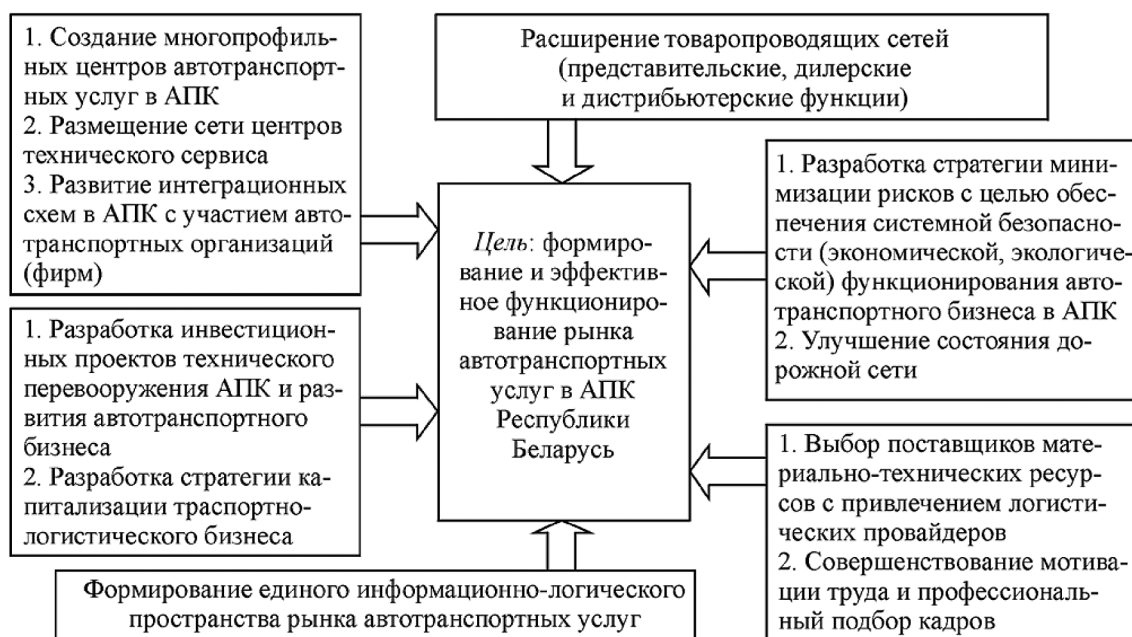 1. Создание многопрофиль-
ных центров автотранспорт-
ных услуг в АПК
2. Размещение сети центров
технического сервиса
3. Развитие интеграционных
схем в АПК с участием авто-
транспортных организаций
(фирм)
Расширение товаропроводящих сетей
(представительские, дилерские
и дистрибьютерские функции)
1. Разработка стратегии мини-
мизации рисков с целью обес-
печения системной безопасно-
сти (экономической, экологиче-
ской) функционирования авто-
транспортного бизнеса в АПК
2. Улучшение состояния до-
рожной сети
Цель: формиро-
вание и эффектив-
ное функциониро-
вание рынка
автотранспортных
услуг в АПК
Республики
Беларусь
1. Разработка инвестицион-
ных проектов технического
перевооружения АПК и раз-
вития автотранспортного
бизнеса
2. Разработка стратегии ка-
питализации траспортно-
логистического бизнеса
1. Выбор поставщиков мате-
риально-технических ресур-
сов с привлечением логисти-
ческих провайдеров
2. Совершенствование мотива-
ции труда и профессиональ-
ный подбор кадров
Формирование единого информационно-логического
пространства рынка автотранспортных услуг